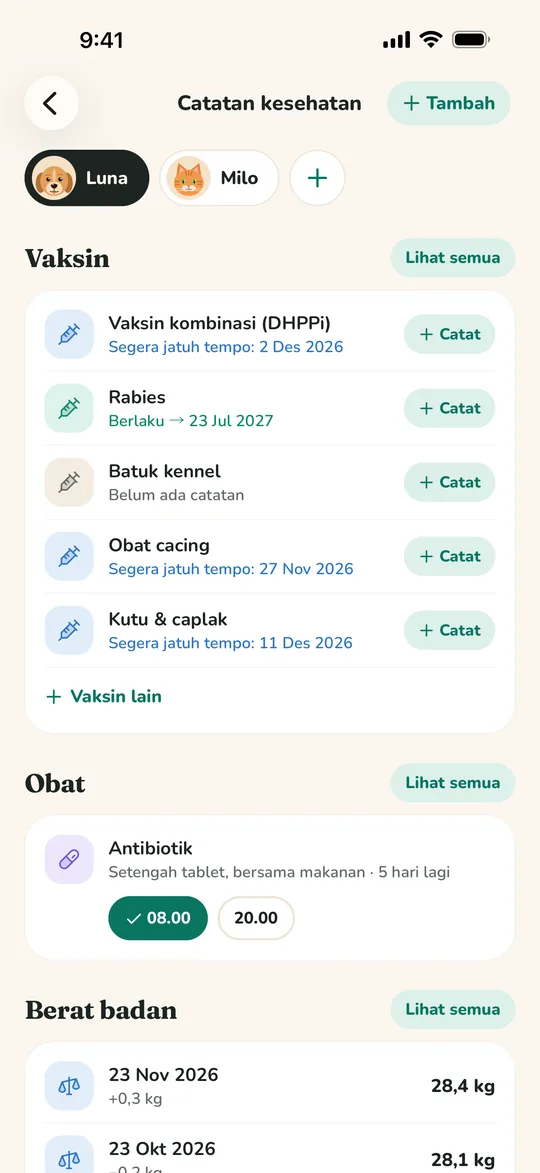 9:41
Catatan kesehatan
+ Tambah
Luna
Milo
+
Vaksin
Lihat semua
Vaksin kombinasi (DHPPi)
Segera jatuh tempo: 2 Des 2026
+ Catat
Rabies
Berlaku → 23 Jul 2027
+ Catat
Batuk kennel
Belum ada catatan
+ Catat
Obat cacing
Segera jatuh tempo: 27 Nov 2026
+ Catat
Kutu & caplak
Segera jatuh tempo: 11 Des 2026
+ Catat
+ Vaksin lain
Obat
Lihat semua
Antibiotik
Setengah tablet, bersama makanan · 5 hari lagi
✓ 08.00
20.00
Berat badan
Lihat semua
23 Nov 2026
+0,3 kg
28,4 kg
23 Okt 2026
−0,2 kg
28,1 kg